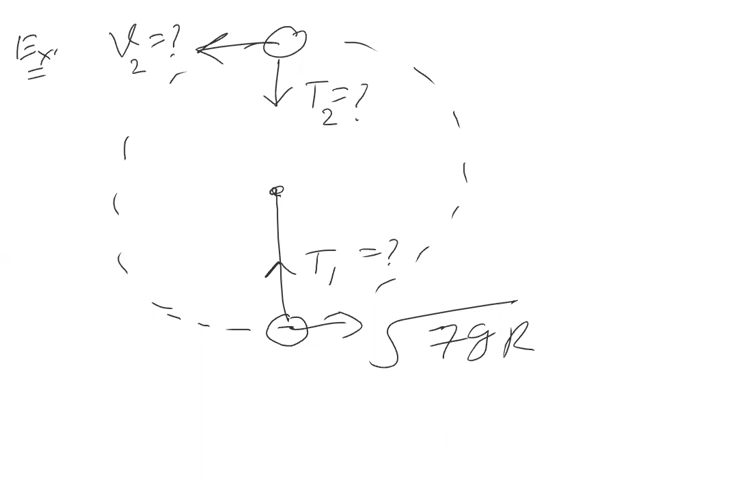 Ex. V₂=?
T₂=?
T₁=?
√7gR